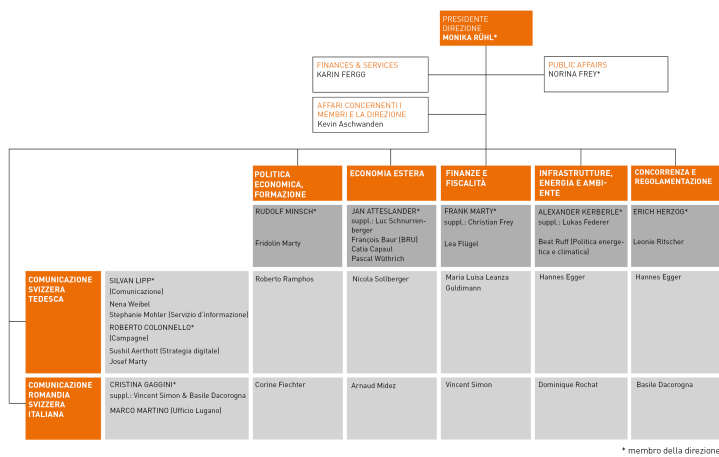 PRESIDENTE
DIREZIONE
MONIKA RÜHL*
FINANCES & SERVICES
KARIN FERGG
PUBLIC AFFAIRS
NORINA FREY*
AFFARI CONCERNENTI I
MEMBRI E LA DIREZIONE
Kevin Aschwanden
POLITICA
ECONOMICA,
FORMAZIONE
ECONOMIA ESTERA
FINANZE E
FISCALITÀ
INFRASTRUTTURE,
ENERGIA E AMBI-
ENTE
CONCORRENZA E
REGOLAMENTAZIONE
RUDOLF MINSCH*
Fridolin Marty
JAN ATTESLANDER*
suppl.: Luc Schnurren-
berger
François Baur (BRU)
Catia Capaul
Pascal Wüthrich
FRANK MARTY*
suppl.: Christian Frey
Lea Flügel
ALEXANDER KERBERLE*
suppl.: Lukas Federer
Beat Ruff (Politica energe-
tica e climatica)
ERICH HERZOG*
Leonie Ritscher
COMUNICAZIONE
SVIZZERA
TEDESCA
SILVAN LIPP*
(Comunicazione)
Nena Weibel
Stephanie Mohler (Servizio d'informazione)
ROBERTO COLONNELLO*
(Campagne)
Sushil Aerthott (Strategia digitale)
Josef Marty
Roberto Ramphos
Nicola Sollberger
Maria Luisa Leanza
Guldimann
Hannes Egger
Hannes Egger
COMUNICAZIONE
ROMANDIA
SVIZZERA
ITALIANA
CRISTINA GAGGINI*
suppl.: Vincent Simon & Basile Dacorogna
MARCO MARTINO (Ufficio Lugano)
Corine Fiechter
Arnaud Midez
Vincent Simon
Dominique Rochat
Basile Dacorogna
* membro della direzione